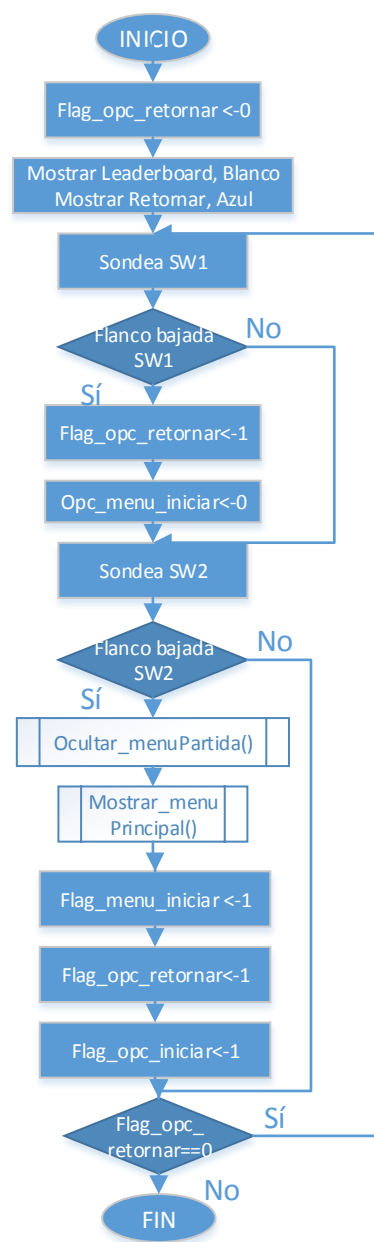 INICIO
Flag_opc_retornar <-0
Mostrar Leaderboard, Blanco
Mostrar Retornar, Azul
Sondea SW1
Flanco bajada
SW1
No
Sí
Flag_opc_retornar<-1
Opc_menu_iniciar<-0
Sondea SW2
Flanco bajada
SW2
No
Sí
Ocultar_menuPartida()
Mostrar_menu
Principal()
Flag_menu_iniciar <-1
Flag_opc_retornar<-1
Flag_opc_iniciar<-1
Flag_opc_
retornar==0
Sí
No
FIN